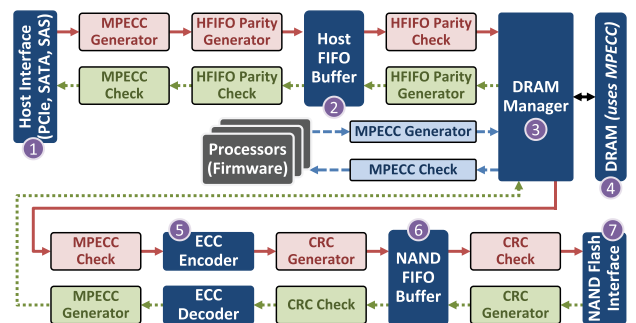 Host Interface
(PCIe, SATA, SAS)
1
MPECC
Generator
HFIFO Parity
Generator
Host
FIFO
Buffer
2
HFIFO Parity
Check
MPECC
Check
HFIFO Parity
Check
HFIFO Parity
Generator
DRAM
Manager
3
DRAM (uses MPECC)
4
Processors
(Firmware)
MPECC Generator
MPECC Check
MPECC
Check
5
ECC
Encoder
CRC
Generator
6
NAND
FIFO
Buffer
CRC
Check
7
NAND Flash
Interface
MPECC
Generator
ECC
Decoder
CRC Check
CRC
Generator